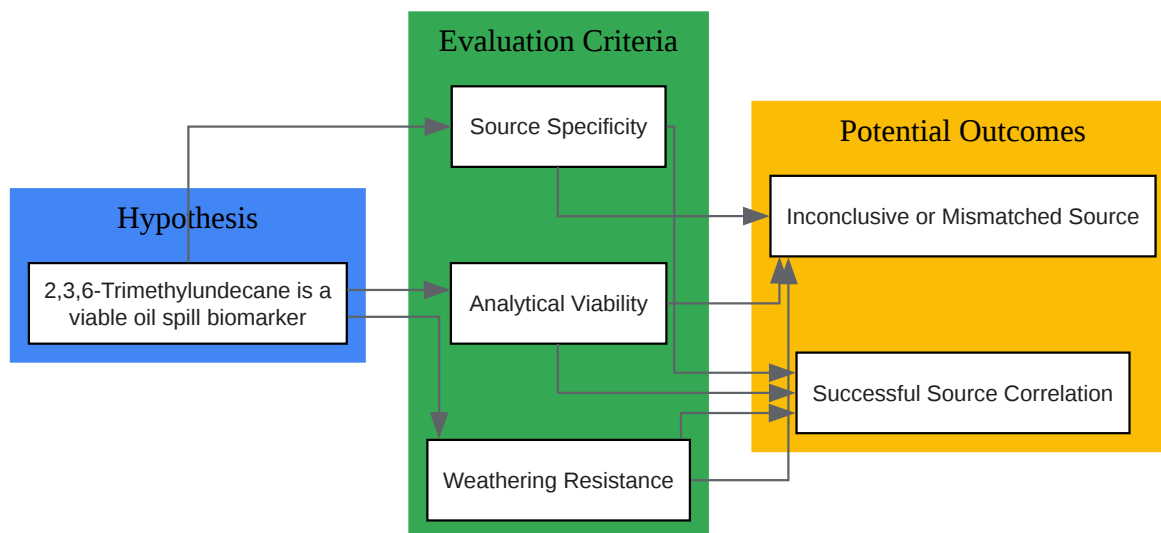 Hypothesis
2,3,6-Trimethylundecane is a
viable oil spill biomarker
Evaluation Criteria
Source Specificity
Analytical Viability
Weathering Resistance
Potential Outcomes
Inconclusive or Mismatched Source
Successful Source Correlation